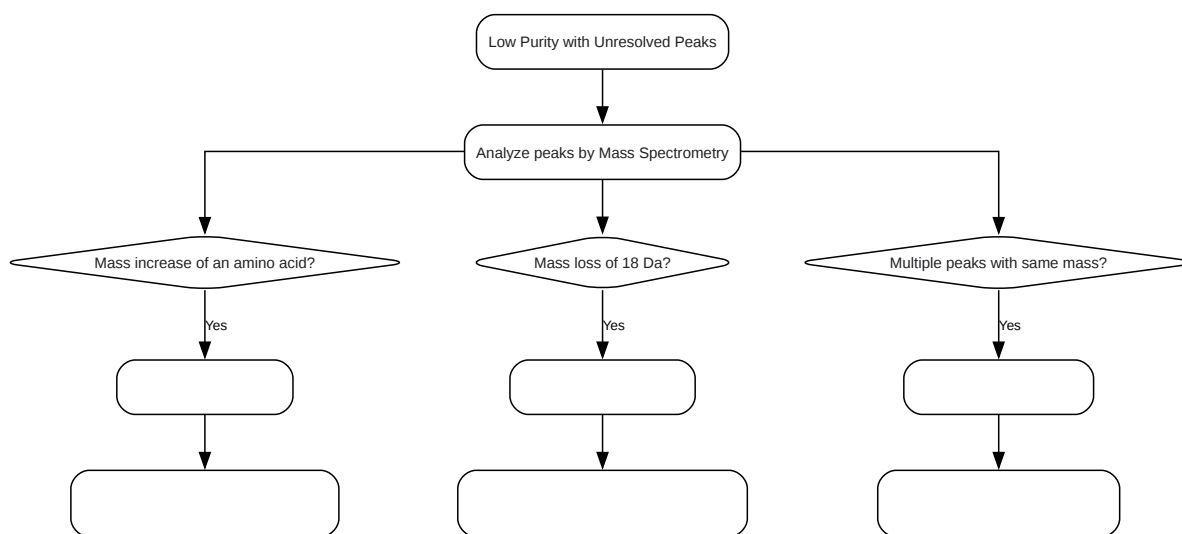 Low Purity with Unresolved Peaks
Analyze peaks by Mass Spectrometry
Mass increase of an amino acid?
Mass loss of 18 Da?
Multiple peaks with same mass?
Yes
Yes
Yes